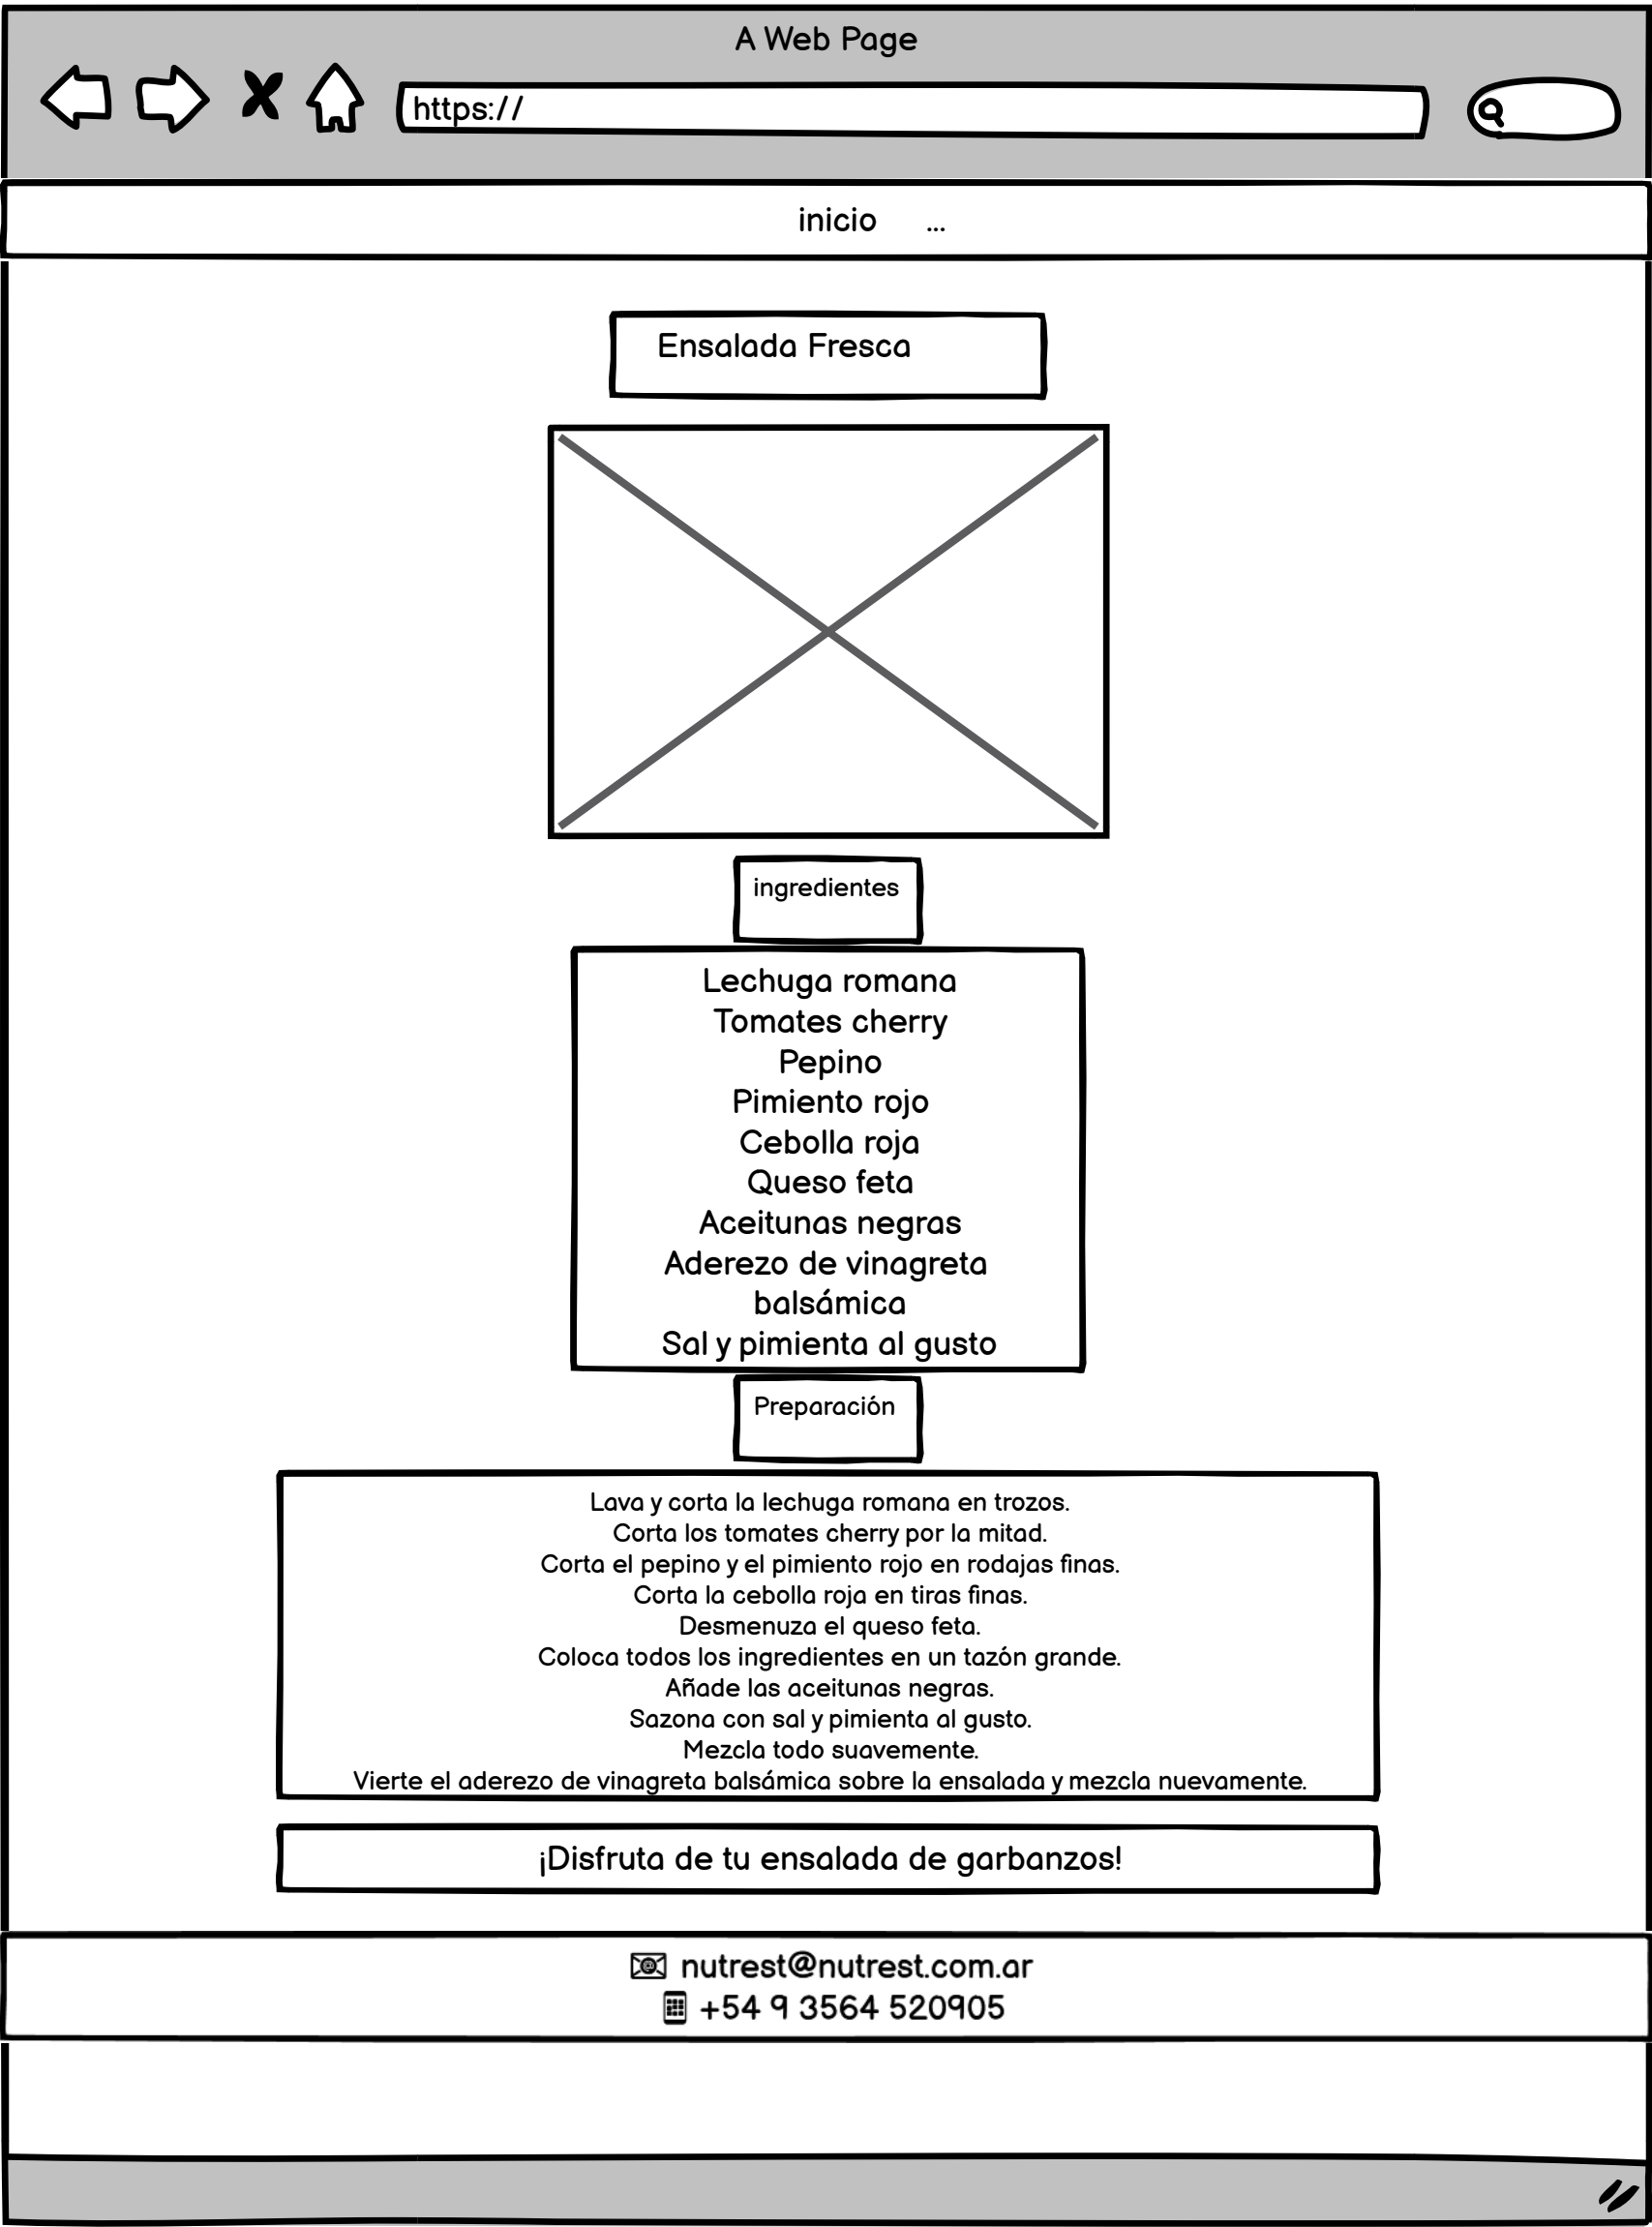 A Web Page
https://
inicio ...
Ensalada Fresca
ingredientes
Lechuga romana
Tomates cherry
Pepino
Pimiento rojo
Cebolla roja
Queso feta
Aceitunas negras
Aderezo de vinagreta
balsámica
Sal y pimienta al gusto
Preparación
Lava y corta la lechuga romana en trozos.
Corta los tomates cherry por la mitad.
Corta el pepino y el pimiento rojo en rodajas finas.
Corta la cebolla roja en tiras finas.
Desmenuza el queso feta.
Coloca todos los ingredientes en un tazón grande.
Añade las aceitunas negras.
Sazona con sal y pimienta al gusto.
Mezcla todo suavemente.
Vierte el aderezo de vinagreta balsámica sobre la ensalada y mezcla nuevamente.
¡Disfruta de tu ensalada de garbanzos!
nutrest@nutrest.com.ar
+54 9 3564 520905